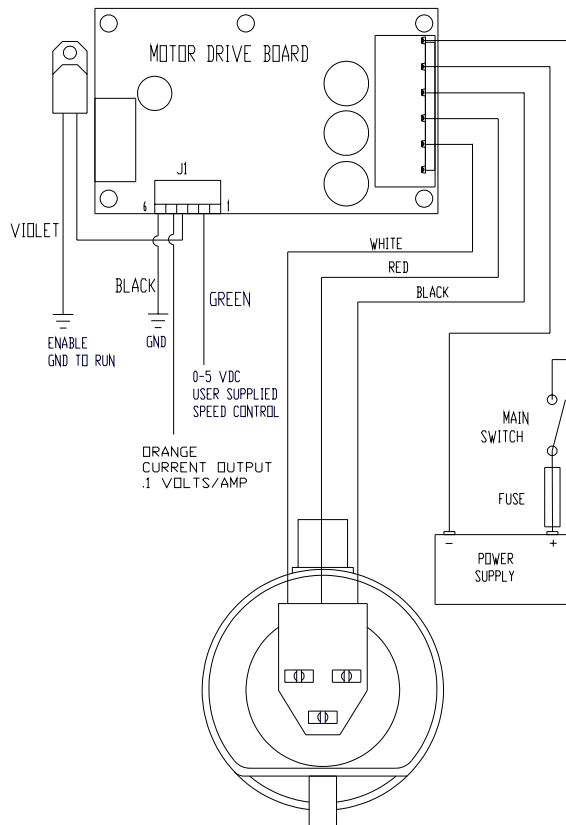 MOTOR DRIVE BOARD
J1
6
1
VIOLET
WHITE
RED
BLACK
BLACK
GREEN
ENABLE
GND TO RUN
GND
0-5 VDC
USER SUPPLIED
SPEED CONTROL
MAIN
SWITCH
ORANGE
CURRENT OUTPUT
.1 VOLTS/AMP
FUSE
- +
POWER
SUPPLY